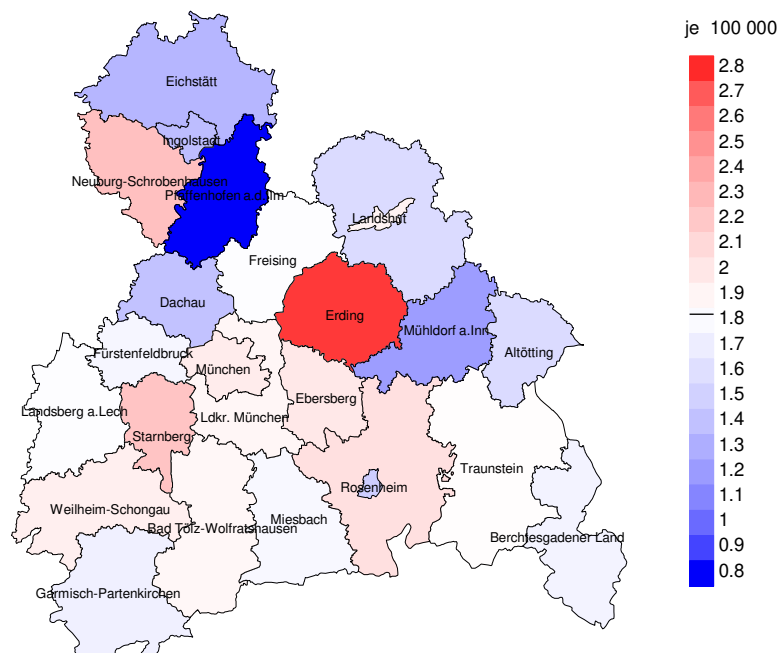 je 100 000
Eichstätt
Ingolstadt
Neuburg-Schrobenhausen
Pfaffenhofen a.d.Ilm
Landshut
Freising
Dachau
Erding
Mühldorf a.Inn
Altötting
Fürstenfeldbruck
München
Ebersberg
Landsberg a.Lech
Ldkr. München
Starnberg
Traunstein
Rosenheim
Weilheim-Schongau
Miesbach
Bad Tölz-Wolfratshausen
Berchtesgadener Land
Garmisch-Partenkirchen
2.8
2.7
2.6
2.5
2.4
2.3
2.2
2.1
2
1.9
1.8
1.7
1.6
1.5
1.4
1.3
1.2
1.1
1
0.9
0.8